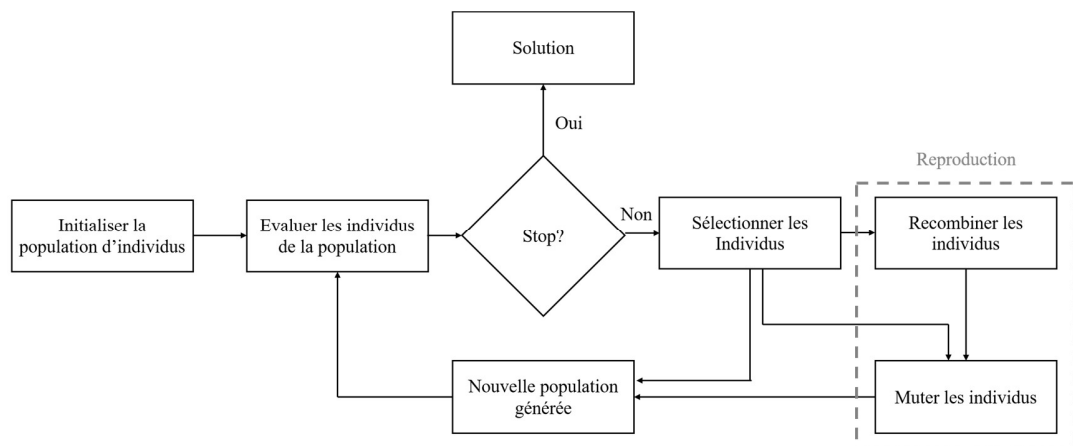 Solution
Oui
Reproduction
Initialiser la
population d'individus
Evaluer les individus
de la population
Stop?
Non
Sélectionner les
Individus
Recombiner les
individus
Nouvelle population
générée
Muter les individus